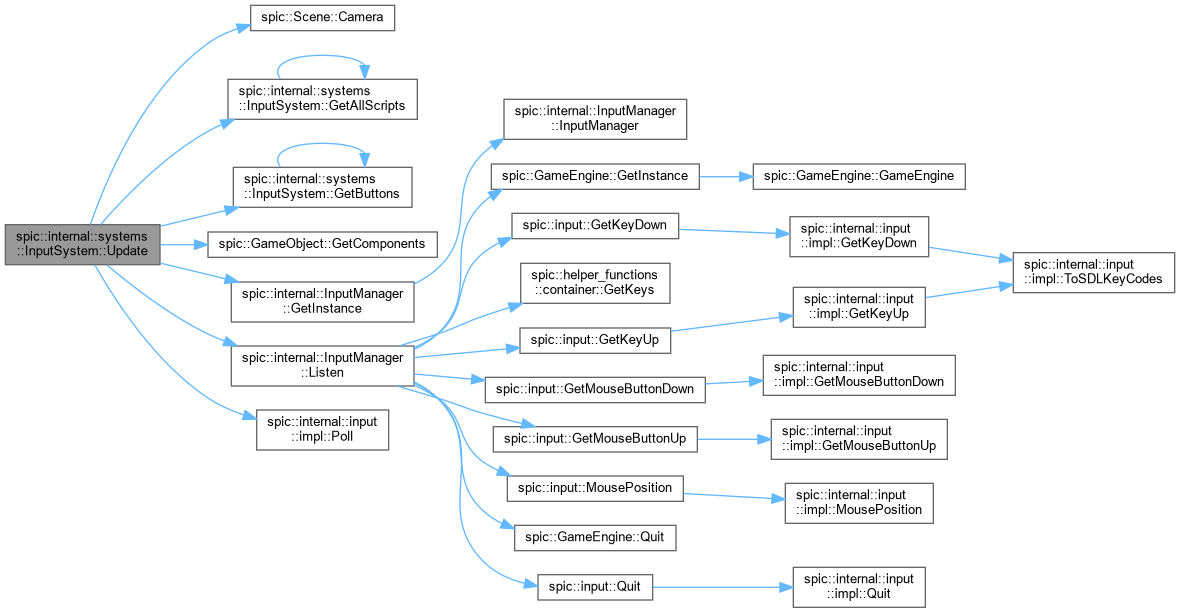 spic::Scene::Camera
spic::internal::systems
::InputSystem::GetAllScripts
spic::internal::systems
::InputSystem::GetButtons
spic::internal::systems
::InputSystem::Update
spic::GameObject::GetComponents
spic::internal::InputManager
::GetInstance
spic::internal::InputManager
::Listen
spic::internal::input
::impl::Poll
spic::internal::InputManager
::InputManager
spic::GameEngine::GetInstance
spic::input::GetKeyDown
spic::helper_functions
::container::GetKeys
spic::input::GetKeyUp
spic::input::GetMouseButtonDown
spic::input::GetMouseButtonUp
spic::input::MousePosition
spic::GameEngine::Quit
spic::input::Quit
spic::GameEngine::GameEngine
spic::internal::input
::impl::GetKeyDown
spic::internal::input
::impl::GetKeyUp
spic::internal::input
::impl::GetMouseButtonDown
spic::internal::input
::impl::GetMouseButtonUp
spic::internal::input
::impl::MousePosition
spic::internal::input
::impl::Quit
spic::internal::input
::impl::ToSDLKeyCodes